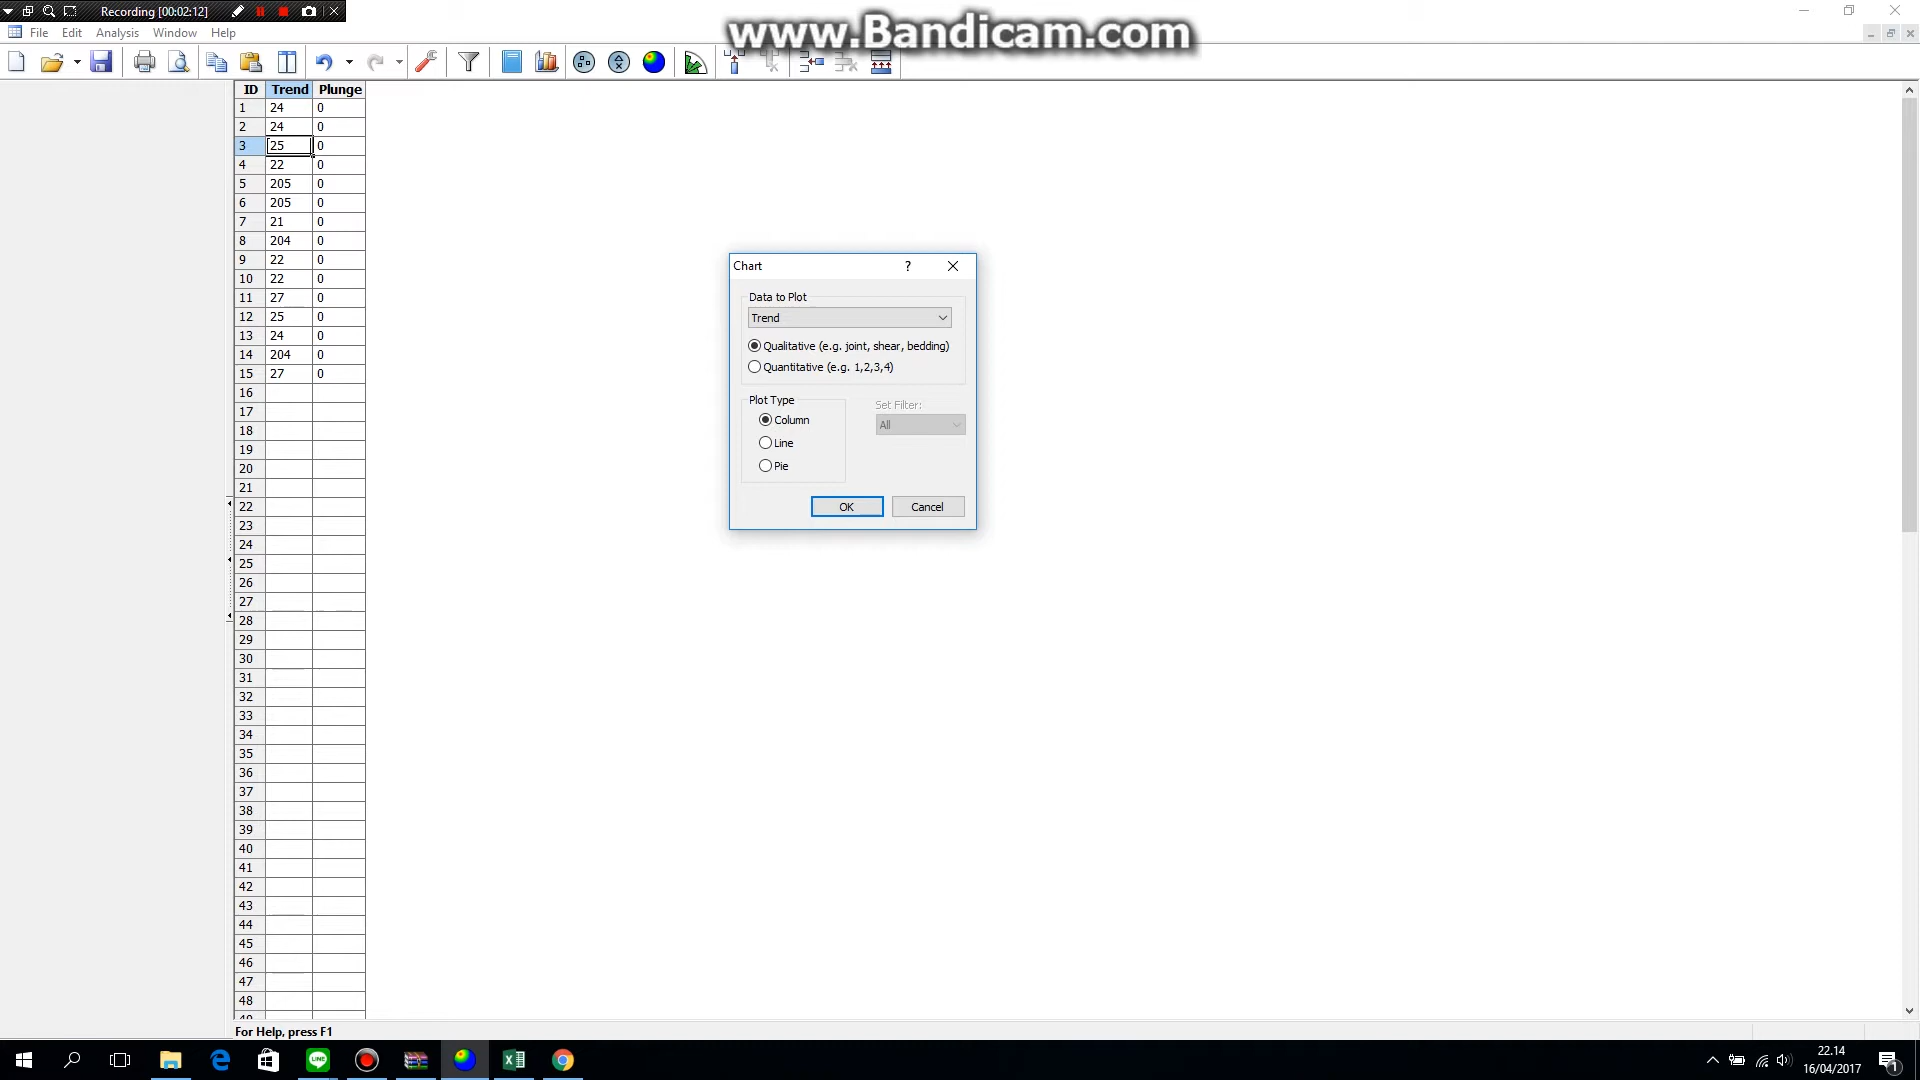 Recording [00:02:12]
www.Bandicam.com
File Edit Analysis Window Help
ID Trend Plunge
1 24 0
2 24 0
3 25 0
4 22 0
5 205 0
6 205 0
7 21 0
8 204 0
9 22 0
10 22 0
11 27 0
12 25 0
13 24 0
14 204 0
15 27 0
16
17
18
19
20
21
22
23
24
25
26
27
28
29
30
31
32
33
34
35
36
37
38
39
40
41
42
43
44
45
46
47
48
Chart ?
Data to Plot
Trend
Qualitative (e.g. joint, shear, bedding)
Quantitative (e.g. 1,2,3,4)
Plot Type
Set Filter:
Column
All
Line
Pie
OK Cancel
For Help, press F1
LINE
22.14
16/04/2017
1